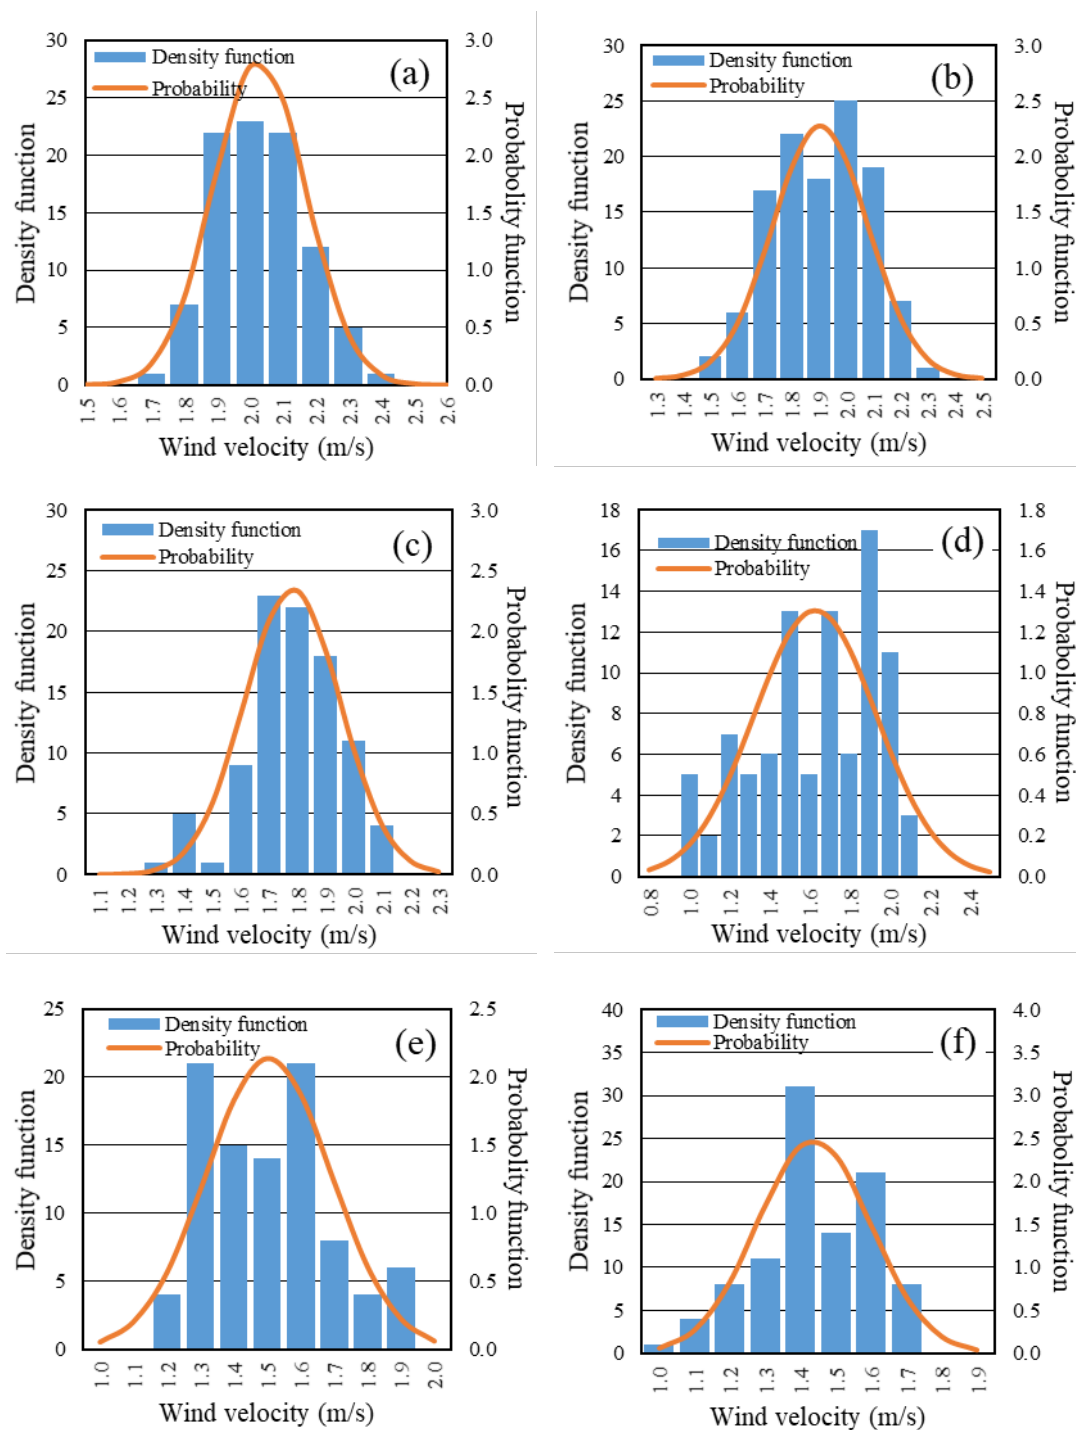 (a)
Density function
Probability
30
25
20
15
10
5
0
3.0
2.5
2.0
1.5
1.0
0.5
0.0
Density function
Probabolity function
1.5 1.6 1.7 1.8 1.9 2.0 2.1 2.2 2.3 2.4 2.5 2.6
Wind velocity (m/s)
(b)
Density function
Probability
30
25
20
15
10
5
0
3.0
2.5
2.0
1.5
1.0
0.5
0.0
Density function
Probabolity function
1.3 1.4 1.5 1.6 1.7 1.8 1.9 2.0 2.1 2.2 2.3 2.4 2.5
Wind velocity (m/s)
(c)
Density function
Probability
30
25
20
15
10
5
0
3.0
2.5
2.0
1.5
1.0
0.5
0.0
Density function
Probabolity function
1.1 1.2 1.3 1.4 1.5 1.6 1.7 1.8 1.9 2.0 2.1 2.2 2.3
Wind velocity (m/s)
(d)
Density function
Probability
18
16
14
12
10
8
6
4
2
0
1.8
1.6
1.4
1.2
1.0
0.8
0.6
0.4
0.2
0.0
Density function
Probabolity function
0.8 1.0 1.2 1.4 1.6 1.8 2.0 2.2 2.4
Wind velocity (m/s)
(e)
Density function
Probability
25
20
15
10
5
0
2.5
2.0
1.5
1.0
0.5
0.0
Density function
Probabolity function
1.0 1.1 1.2 1.3 1.4 1.5 1.6 1.7 1.8 1.9 2.0
Wind velocity (m/s)
(f)
Density function
Probability
40
35
30
25
20
15
10
5
0
4.0
3.5
3.0
2.5
2.0
1.5
1.0
0.5
0.0
Density function
Probabolity function
1.0 1.1 1.2 1.3 1.4 1.5 1.6 1.7 1.8 1.9
Wind velocity (m/s)